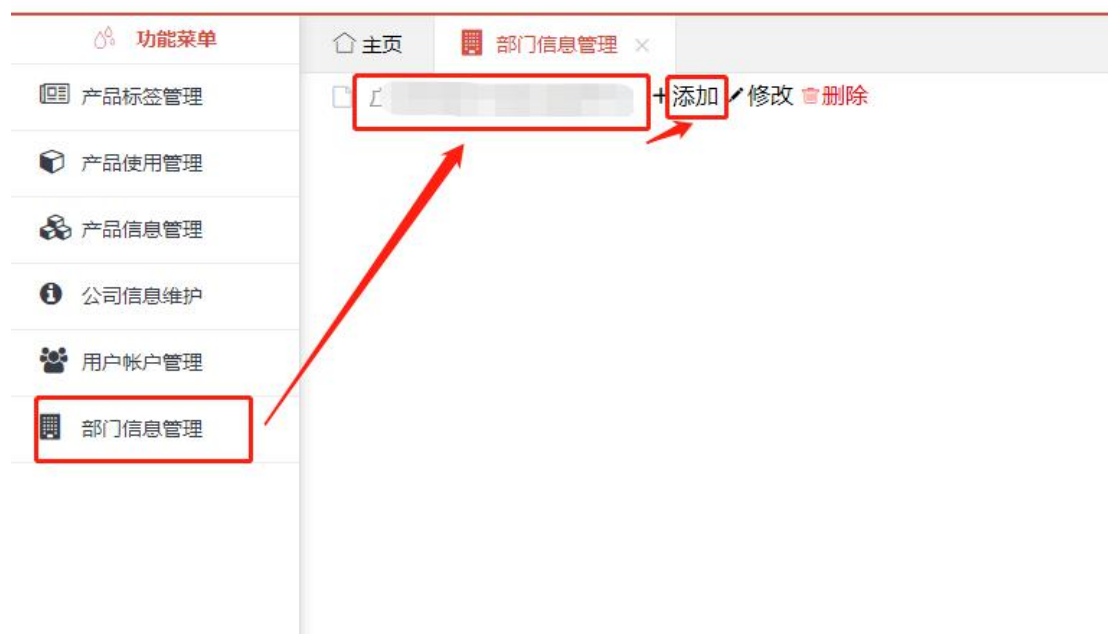 功能菜单
主页
部门信息管理
产品标签管理
添加 修改 删除
产品使用管理
产品信息管理
公司信息维护
用户帐户管理
部门信息管理